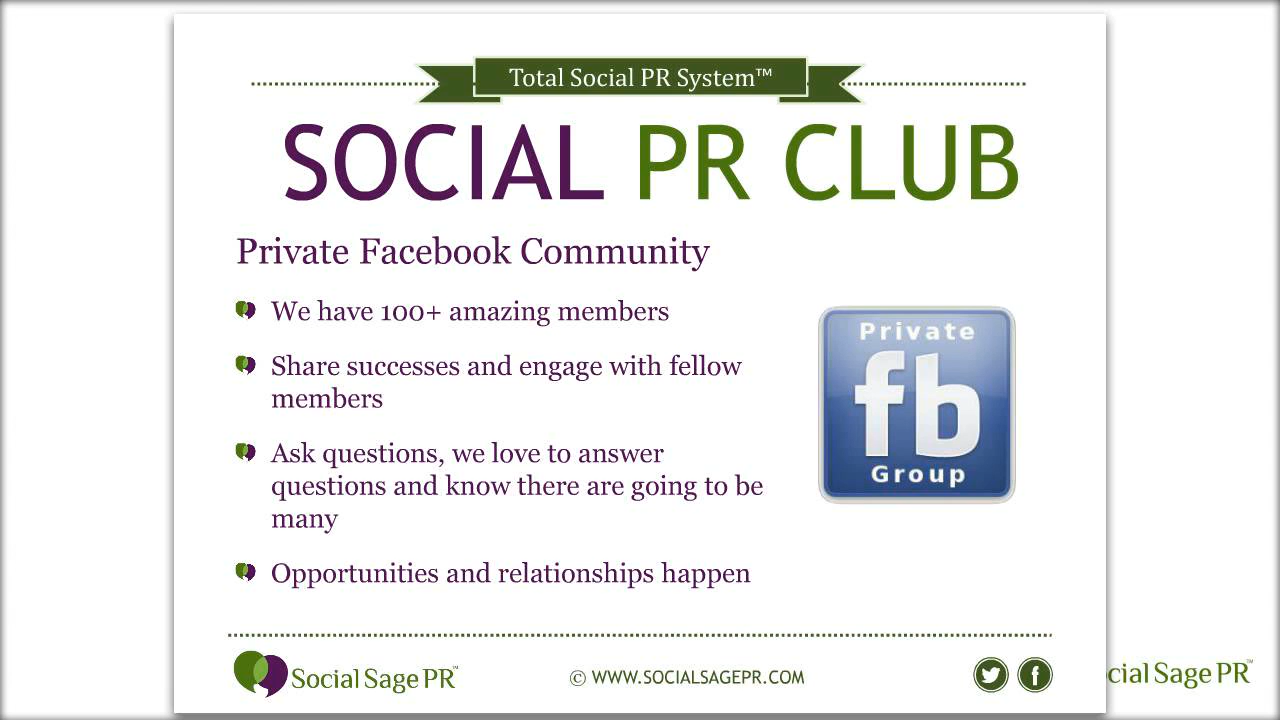 Total Social PR System™
SOCIAL PR CLUB
Private Facebook Community
We have 100+ amazing members
Share successes and engage with fellow
members
Ask questions, we love to answer
questions and know there are going to be
many
Opportunities and relationships happen
Private
fb
Group
Social Sage PR™
© WWW.SOCIALSAGEPR.COM
f
cial Sage PR™